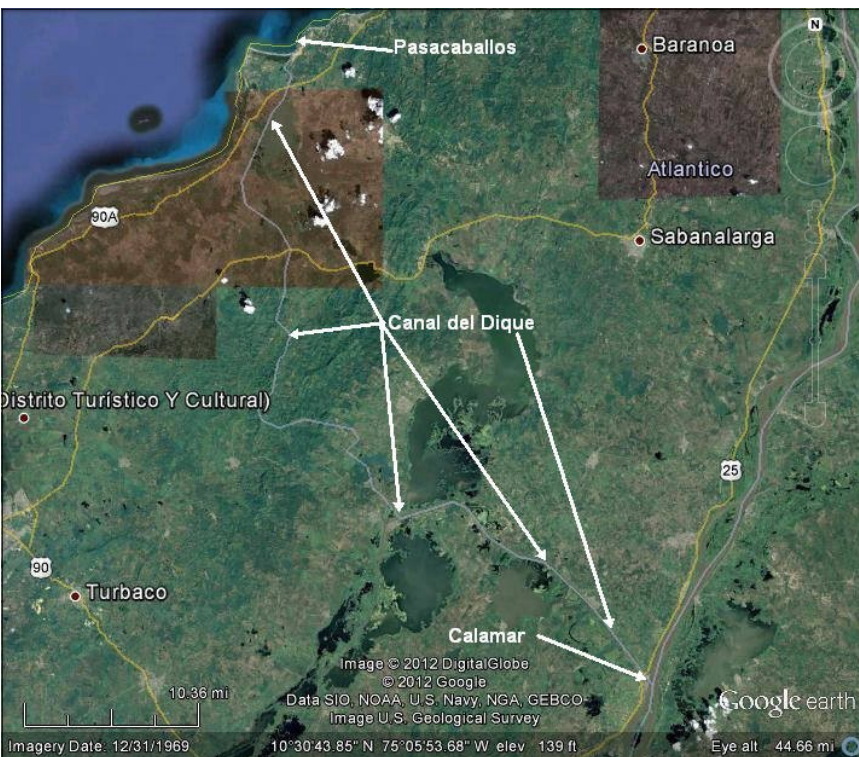 N
Pasacaballos
Baranoa
Atlantico
90A
Sabanalarga
Canal del Dique
Distrito Turístico Y Cultural)
25
90
Turbaco
Calamar
Image © 2012 DigitalGlobe
© 2012 Google
10.36 mi
Data SIO, NOAA, U.S. Navy, NGA, GEBCO
Image U.S. Geological Survey
Google earth
Imagery Date: 12/31/1969 10°30'43.85" N 75°05'53.68" W elev 139 ft Eye alt 44.66 mi